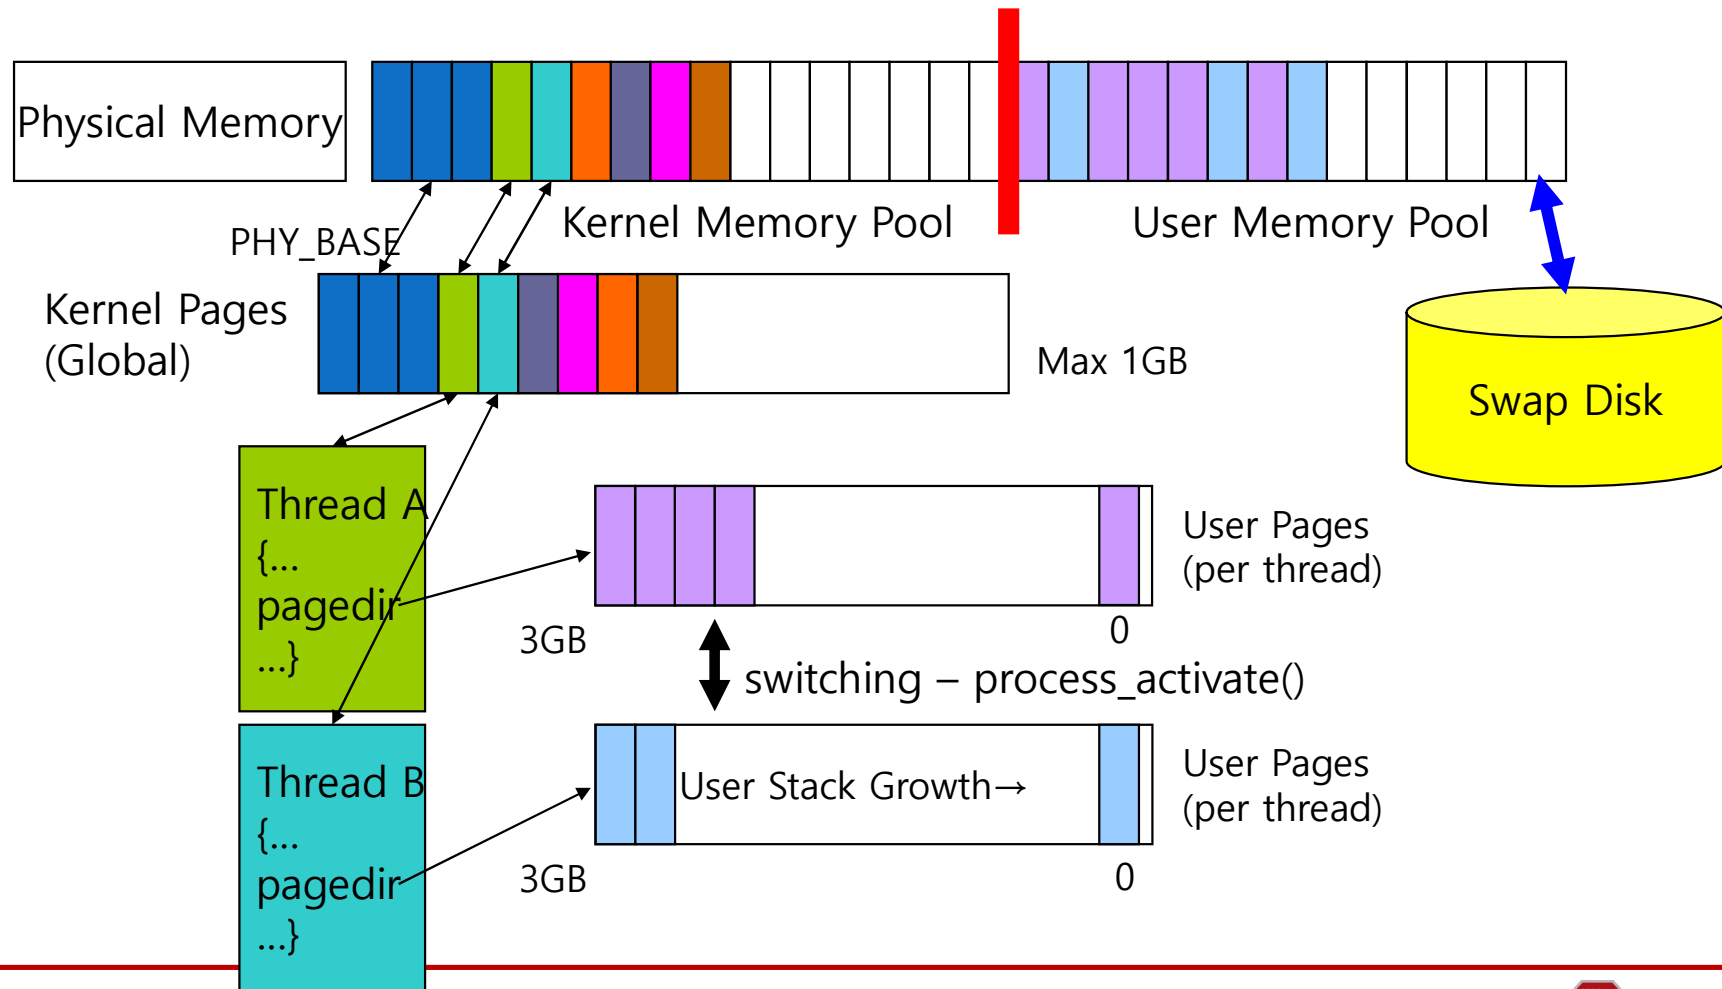 Physical Memory
Kernel Memory Pool
User Memory Pool
PHY_BASE
Kernel Pages
(Global)
Max 1GB
Swap Disk
Thread A
{...
pagedir
...}
User Pages
(per thread)
3GB
0
switching – process_activate()
Thread B
{...
pagedir
...}
User Stack Growth→
User Pages
(per thread)
3GB
0